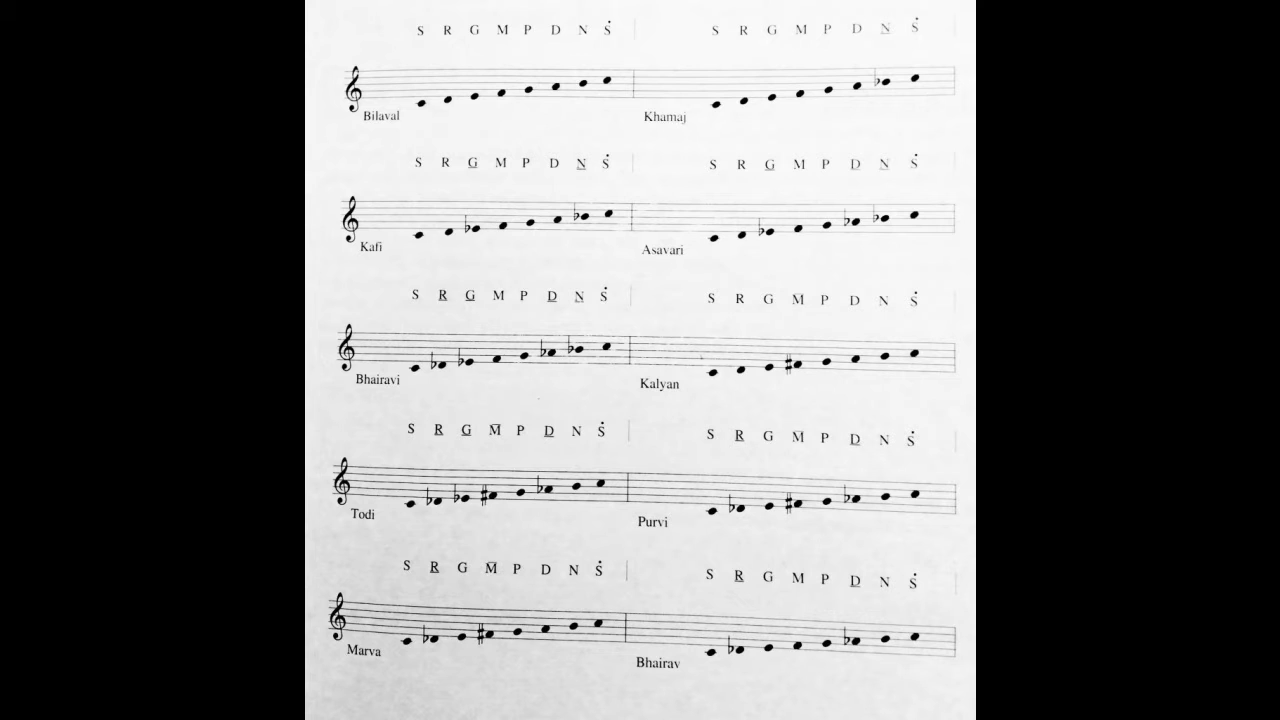 S R G M P D N Ṡ | S R G M P D N̲ Ṡ |
Bilaval Khamaj
S R G̲ M P D N̲ Ṡ | S R G̲ M P D̲ N̲ Ṡ |
Kafi Asavari
S R̲ G̲ M P D̲ N̲ Ṡ | S R G M̅ P D N Ṡ |
Bhairavi Kalyan
S R̲ G̲ M̅ P D̲ N Ṡ | S R̲ G M̅ P D̲ N Ṡ |
Todi Purvi
S R̲ G M̅ P D N Ṡ | S R̲ G M P D̲ N Ṡ |
Marva Bhairav